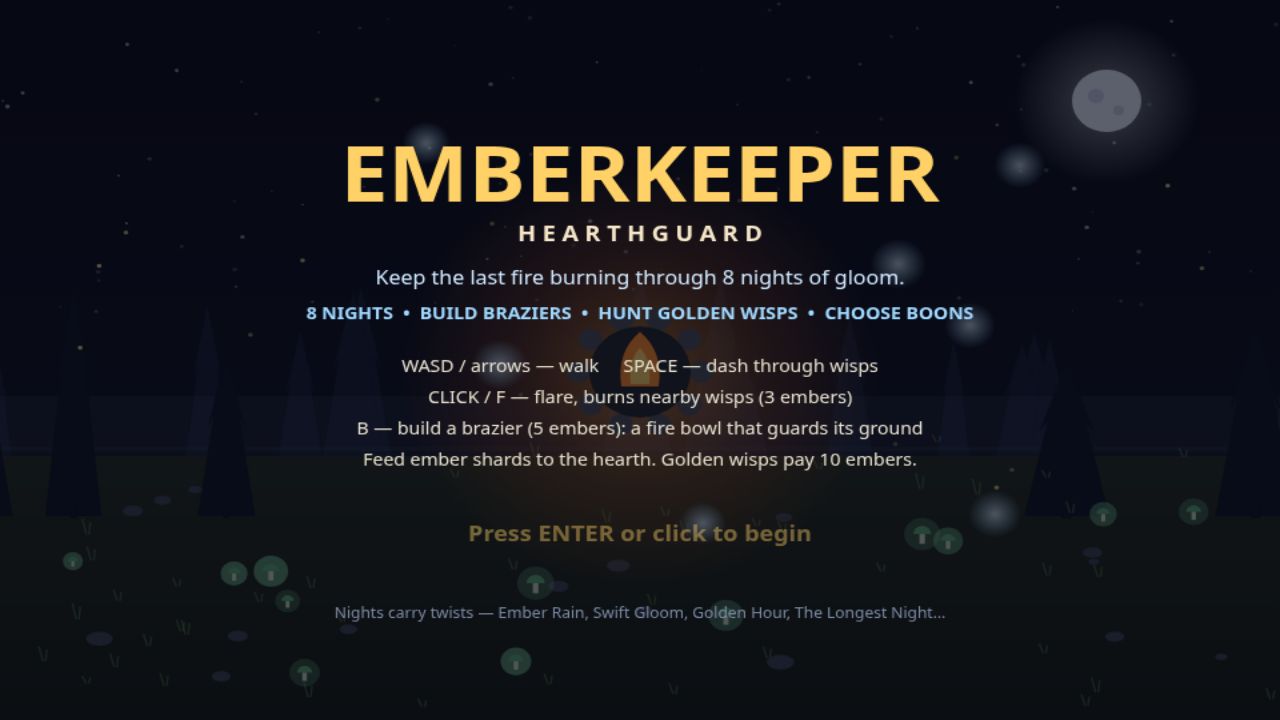 EMBERKEEPER
HEARTHGUARD
Keep the last fire burning through 8 nights of gloom.
8 NIGHTS • BUILD BRAZIERS • HUNT GOLDEN WISPS • CHOOSE BOONS
WASD / arrows — walk SPACE — dash through wisps
CLICK / F — flare, burns nearby wisps (3 embers)
B — build a brazier (5 embers): a fire bowl that guards its ground
Feed ember shards to the hearth. Golden wisps pay 10 embers.
Press ENTER or click to begin
Nights carry twists — Ember Rain, Swift Gloom, Golden Hour, The Longest Night...